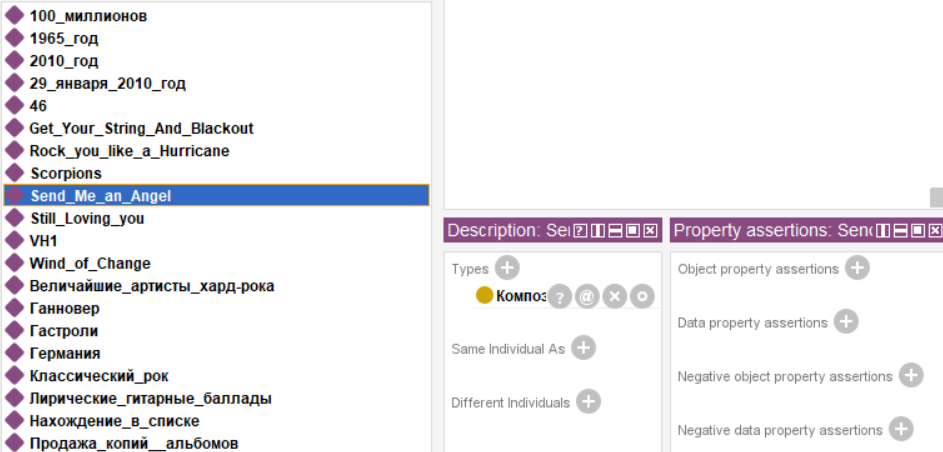 100_миллионов
1965_год
2010_год
29_января_2010_год
46
Get_Your_String_And_Blackout
Rock_you_like_a_Hurricane
Scorpions
Send_Me_an_Angel
Still_Loving_you
VH1
Wind_of_Change
Величайшие_артисты_хард-рока
Ганновер
Гастроли
Германия
Классический_рок
Лирические_гитарные_баллады
Нахождение_в_списке
Продажа_копий__альбомов
Description: Sei
Types
Композ
Same Individual As
Different Individuals
Property assertions: Send
Object property assertions
Data property assertions
Negative object property assertions
Negative data property assertions